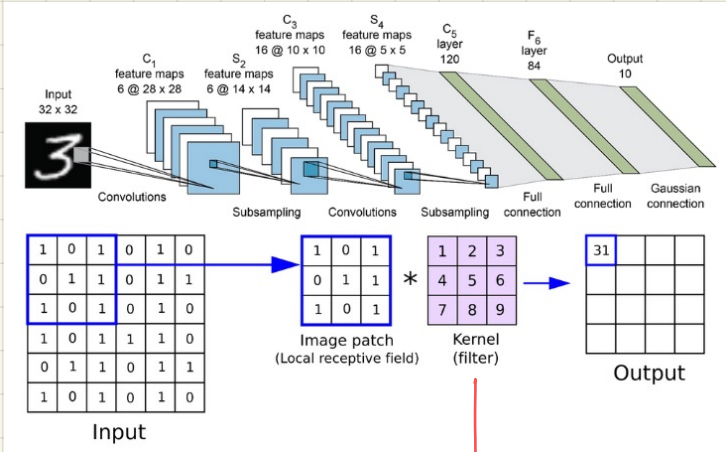 Input
32 x 32
C1
feature maps
6 @ 28 x 28
S2
feature maps
6 @ 14 x 14
C3
feature maps
16 @ 10 x 10
S4
feature maps
16 @ 5 x 5
C5
layer
120
F6
layer
84
Output
10
3
Convolutions
Subsampling
Convolutions
Subsampling
Full
connection
Full
connection
Gaussian
connection
1 0 1 0 1 0
0 1 1 0 1 1
1 0 1 0 1 0
1 0 1 1 1 0
0 1 1 0 1 1
1 0 1 0 1 0
Input
1 0 1
0 1 1
1 0 1
Image patch
(Local receptive field)
*
1 2 3
4 5 6
7 8 9
Kernel
(filter)
31
Output